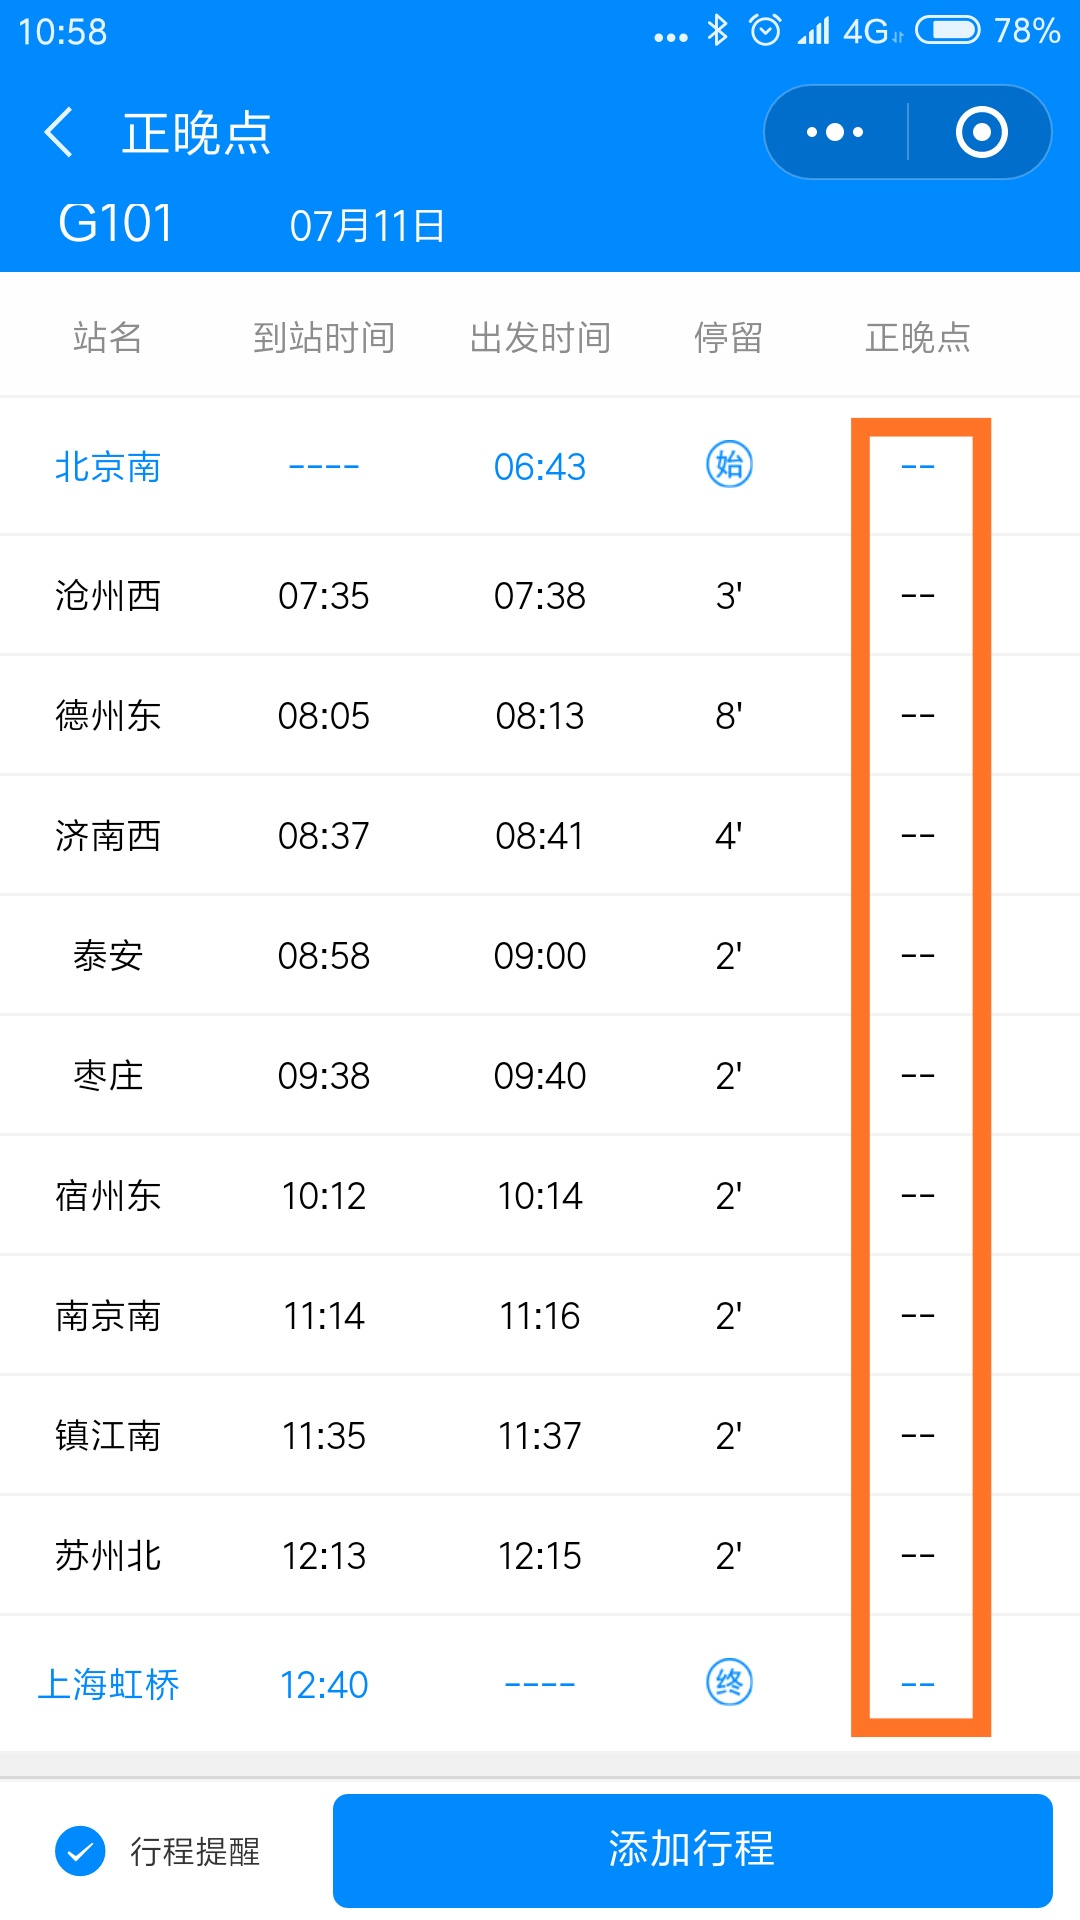 10:58 4G 78%
正晚点
G101 07月11日
站名 到站时间 出发时间 停留 正晚点
北京南 ---- 06:43 始 --
沧州西 07:35 07:38 3' --
德州东 08:05 08:13 8' --
济南西 08:37 08:41 4' --
泰安 08:58 09:00 2' --
枣庄 09:38 09:40 2' --
宿州东 10:12 10:14 2' --
南京南 11:14 11:16 2' --
镇江南 11:35 11:37 2' --
苏州北 12:13 12:15 2' --
上海虹桥 12:40 ---- 终 --
行程提醒 添加行程